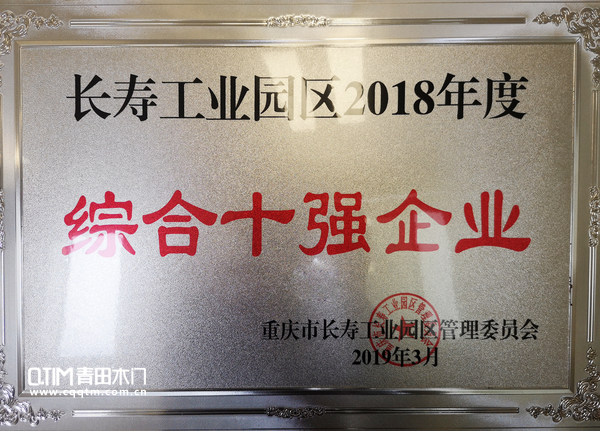 长寿工业园区2018年度
综合十强企业
重庆市长寿工业园区管理委员会
2019年3月
QTIM青田木门
www.cqqtm.com.cn